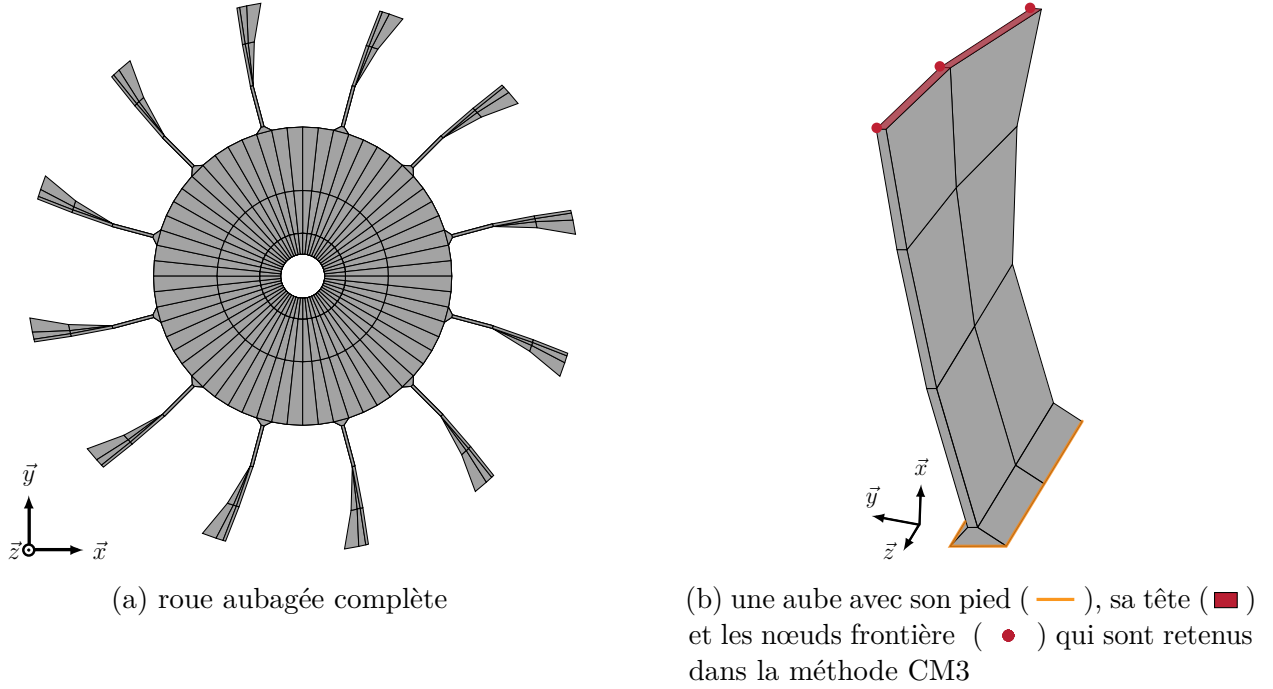 y⃗
z⃗
x⃗
(a) roue aubagée complète
x⃗
y⃗
z⃗
(b) une aube avec son pied ( ), sa tête ( )
et les nœuds frontière ( ) qui sont retenus
dans la méthode CM3